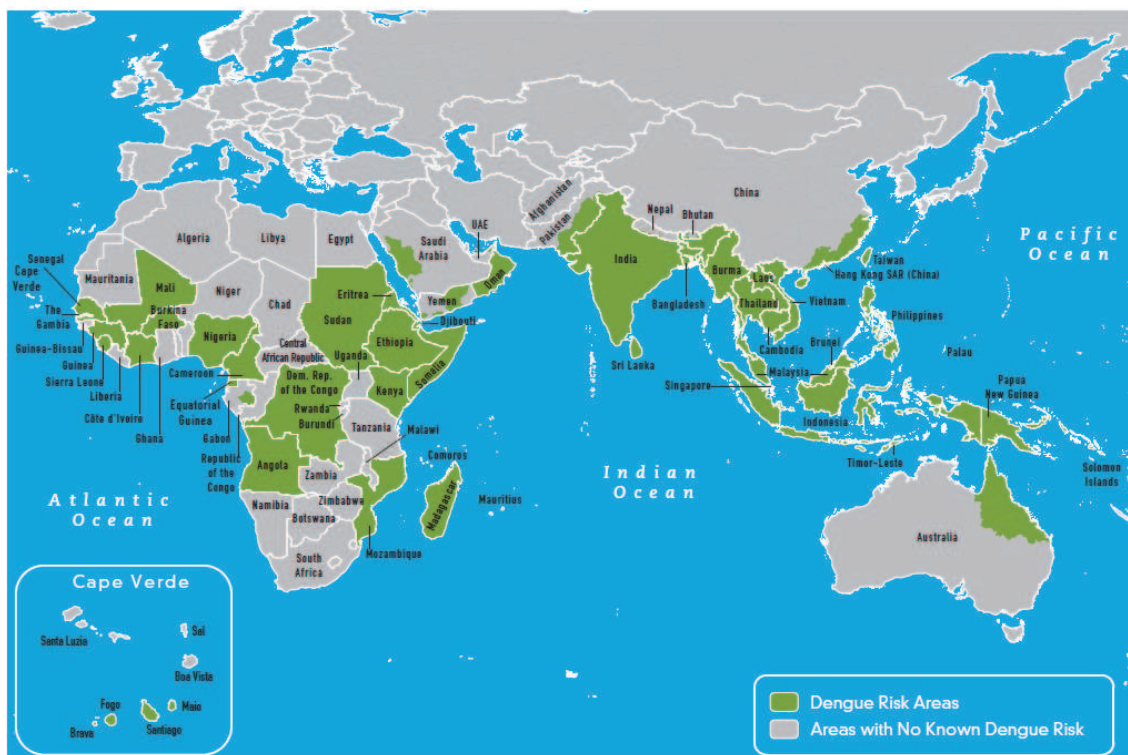 China
Afghanistan
Pakistan
Nepal
Bhutan
UAE
Saudi
Arabia
Algeria
Libya
Egypt
Pacific
Ocean
Senegal
Cape
Verde
Mauritania
Mali
Niger
Chad
Eritrea
Sudan
Yemen
Oman
India
Burma
Laos
Taiwan
Hong Kong SAR (China)
The
Gambia
Burkina
Faso
Nigeria
Djibouti
Bangladesh
Thailand
Vietnam
Philippines
Guinea-Bissau
Guinea
Sierra Leone
Liberia
Côte d'Ivoire
Ghana
Central
African Republic
Ethiopia
Somalia
Uganda
Cameroon
Dem. Rep.
of the Congo
Kenya
Rwanda
Burundi
Sri Lanka
Cambodia
Brunei
Malaysia
Singapore
Palau
Papua
New Guinea
Indonesia
Equatorial
Guinea
Gabon
Republic
of the
Congo
Tanzania
Malawi
Comoros
Angola
Zambia
Timor-Leste
Solomon
Islands
Atlantic
Ocean
Indian
Ocean
Namibia
Zimbabwe
Botswana
Madagascar
Mauritius
Mozambique
South
Africa
Australia
Cape Verde
Santa Luzia
Sal
Boa Vista
Fogo
Maio
Brava
Santiago
Dengue Risk Areas
Areas with No Known Dengue Risk